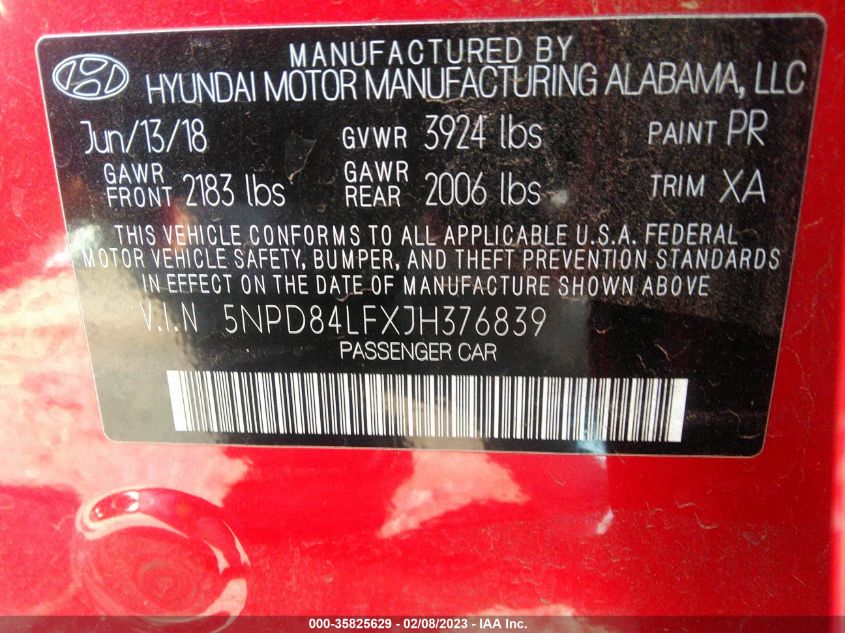 MANUFACTURED BY
HYUNDAI MOTOR MANUFACTURING ALABAMA, LLC
Jun/13/18 GVWR 3924 lbs PAINT PR
GAWR FRONT 2183 lbs GAWR REAR 2006 lbs TRIM XA
THIS VEHICLE CONFORMS TO ALL APPLICABLE U.S.A. FEDERAL
MOTOR VEHICLE SAFETY, BUMPER, AND THEFT PREVENTION STANDARDS
IN EFFECT ON THE DATE OF MANUFACTURE SHOWN ABOVE
V.I.N 5NPD84LFXJH376839
PASSENGER CAR
000-35825629 - 02/08/2023 - IAA Inc.